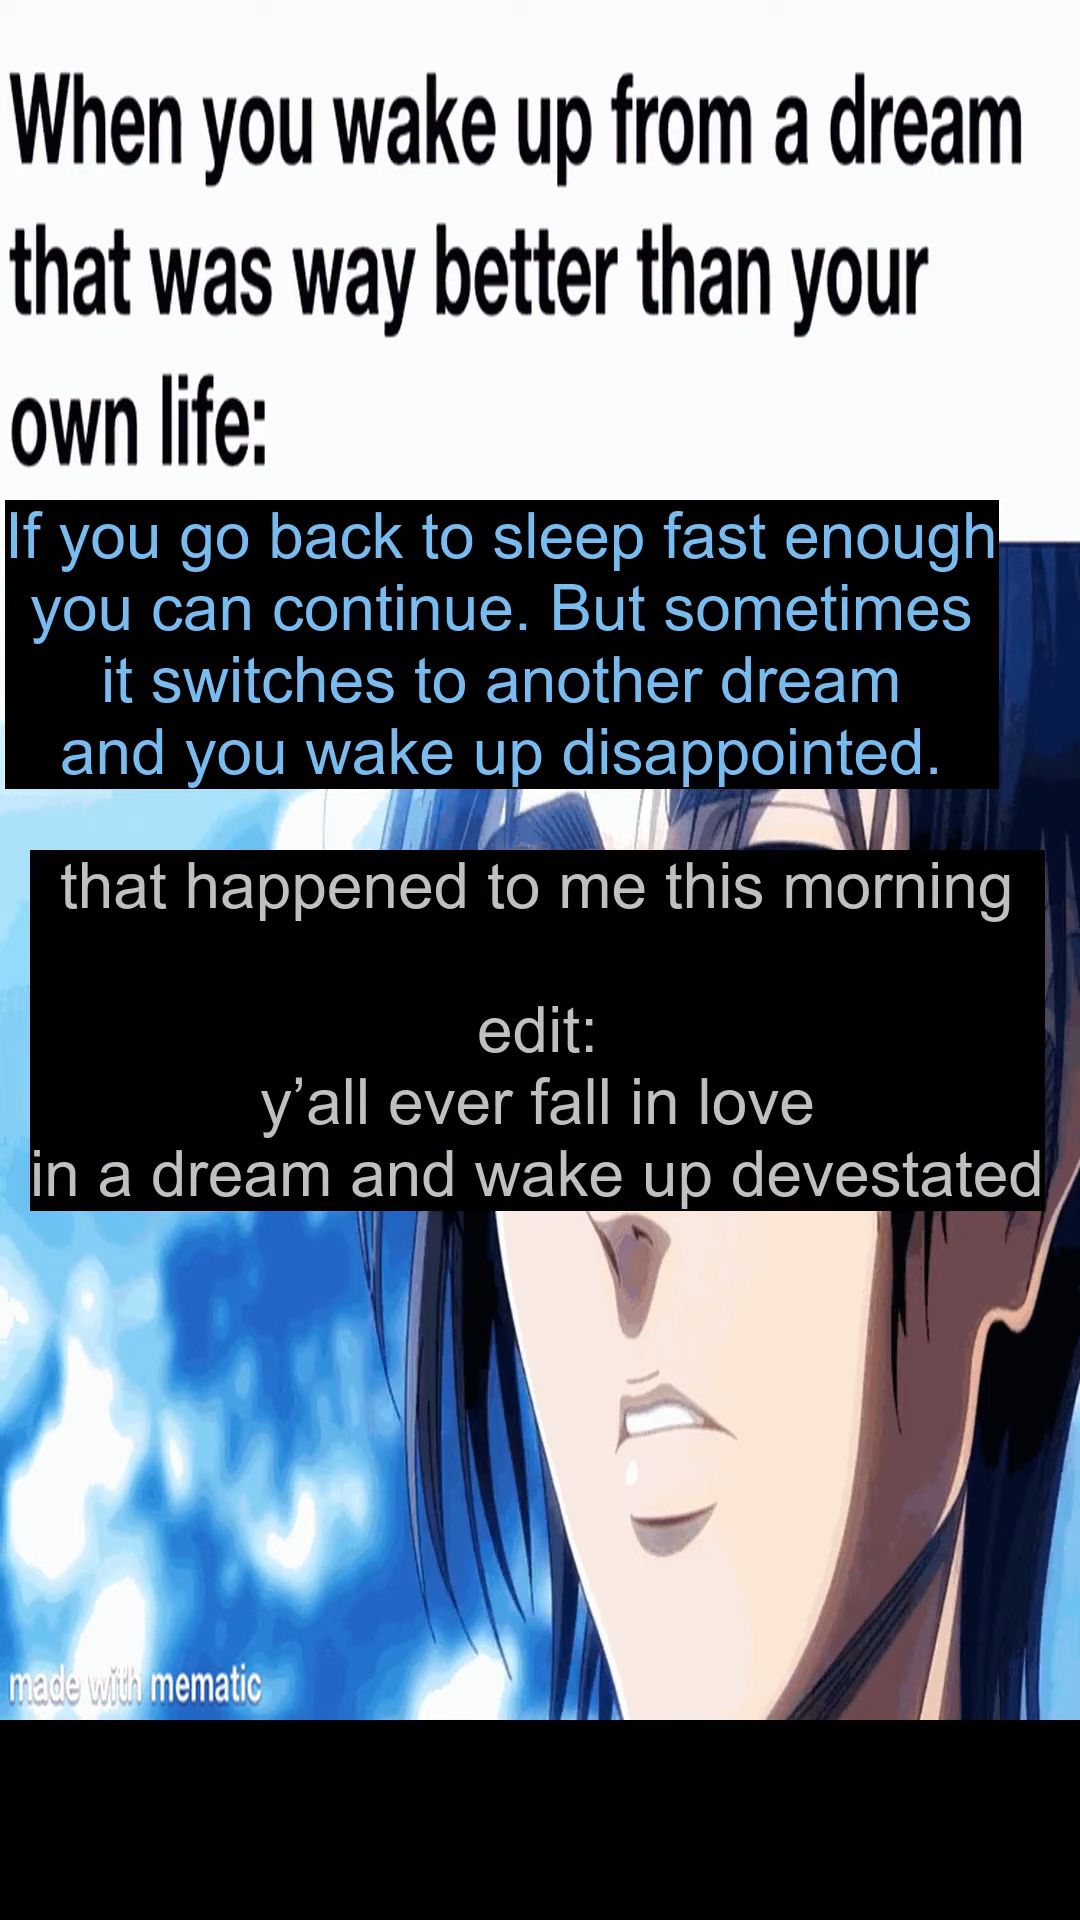 When you wake up from a dream
that was way better than your
own life:
If you go back to sleep fast enough
you can continue. But sometimes
it switches to another dream
and you wake up disappointed.
that happened to me this morning
edit:
y’all ever fall in love
in a dream and wake up devestated
made with mematic